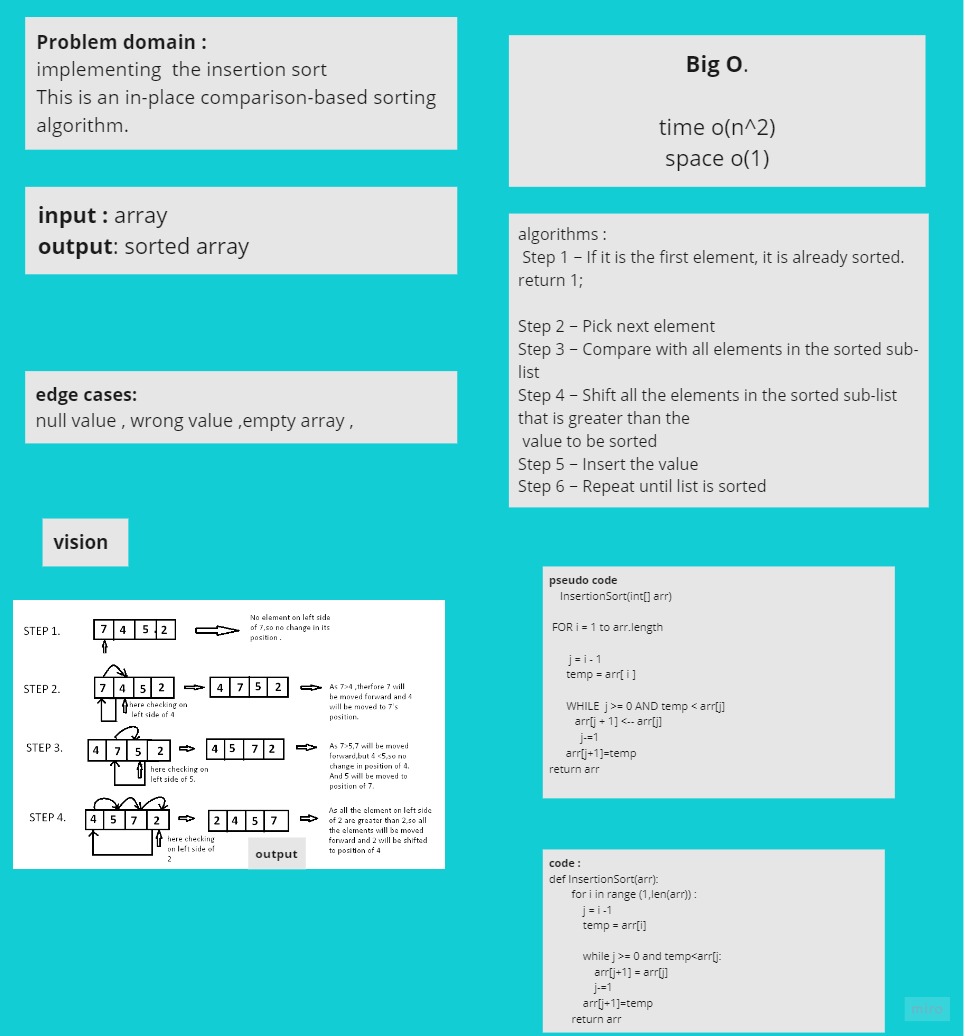 Problem domain :
implementing  the insertion sort
This is an in-place comparison-based sorting
algorithm.
input : array
output: sorted array
edge cases:
null value , wrong value ,empty array ,
vision
STEP 1.
7 4 5 2
No element on left side
of 7,so no change in its
position .
STEP 2.
7 4 5 2
4 7 5 2
here checking on
left side of 4
As 7>4 ,therfore 7 will
be moved forward and 4
will be moved to 7's
position.
STEP 3.
4 7 5 2
4 5 7 2
here checking on
left side of 5.
As 7>5,7 will be moved
forward,but 4 <5,so no
change in position of 4.
And 5 will be moved to
position of 7.
STEP 4.
4 5 7 2
2 4 5 7
here checking
on left side of
2
As all the element on left side
of 2 are greater than 2,so all
the elements will be moved
forward and 2 will be shifted
to position of 4
output
Big O.
time o(n^2)
space o(1)
algorithms :
Step 1 − If it is the first element, it is already sorted.
return 1;
Step 2 − Pick next element
Step 3 − Compare with all elements in the sorted sub-
list
Step 4 − Shift all the elements in the sorted sub-list
that is greater than the
value to be sorted
Step 5 − Insert the value
Step 6 − Repeat until list is sorted
pseudo code
InsertionSort(int[] arr)
FOR i = 1 to arr.length
j = i - 1
temp = arr[ i ]
WHILE  j >= 0 AND temp < arr[j]
arr[j + 1] <-- arr[j]
j-=1
arr[j+1]=temp
return arr
code :
def InsertionSort(arr):
for i in range (1,len(arr)) :
j = i -1
temp = arr[i]
while j >= 0 and temp<arr[j:
arr[j+1] = arr[j]
j-=1
arr[j+1]=temp
return arr
miro